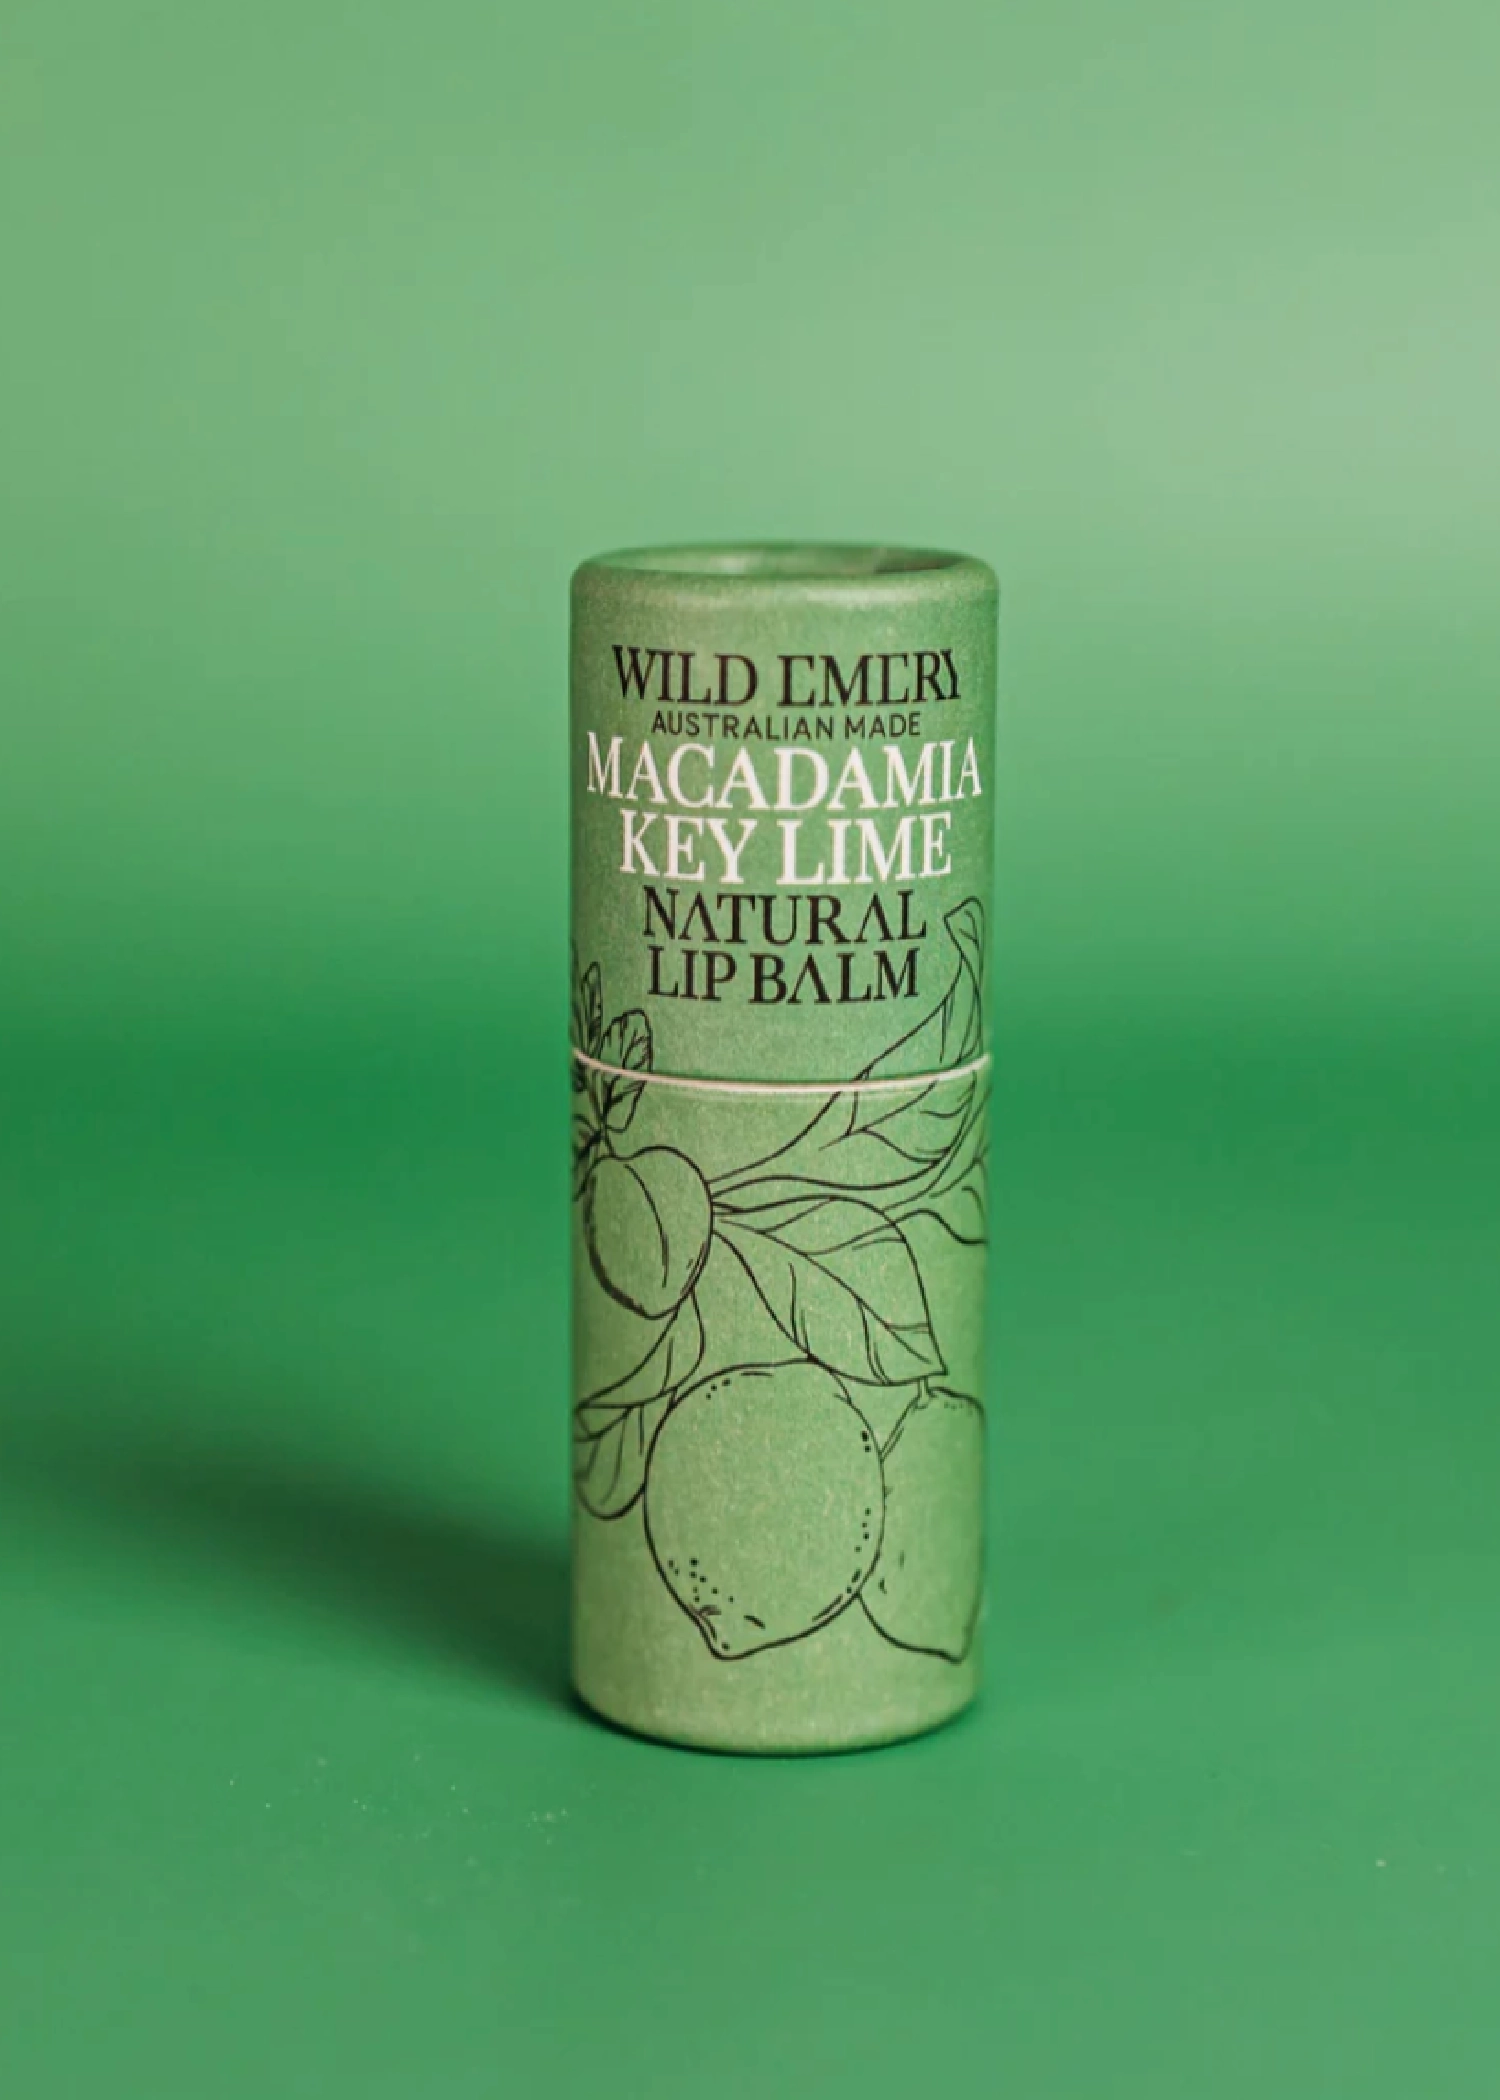 WILD EMERY
AUSTRALIAN MADE
MACADAMIA
KEY LIME
NATURAL
LIP BALM